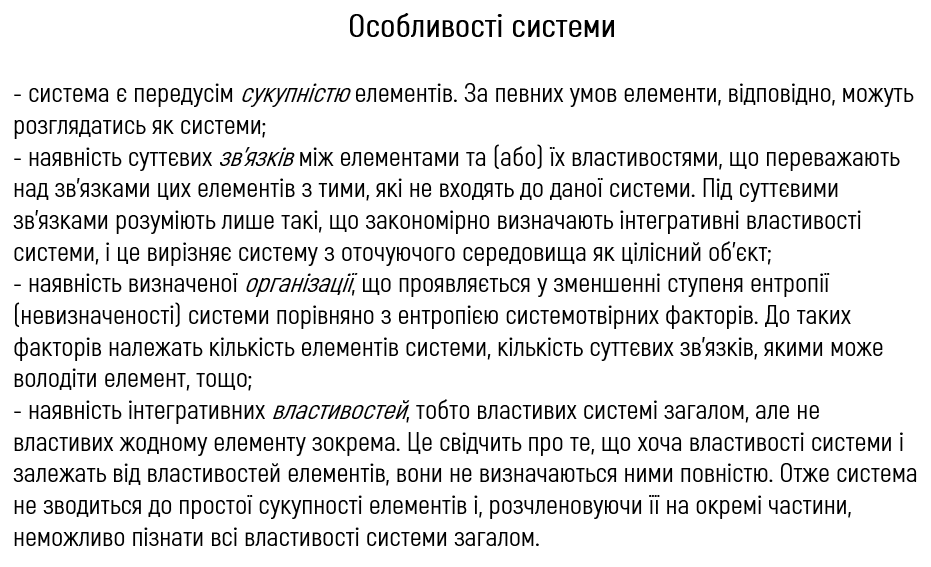 Особливості системи
- система є передусім сукупністю елементів. За певних умов елементи, відповідно, можуть
розглядатись як системи;
- наявність суттєвих зв’язків між елементами та (або) їх властивостями, що переважають
над зв’язками цих елементів з тими, які не входять до даної системи. Під суттєвими
зв’язками розуміють лише такі, що закономірно визначають інтегративні властивості
системи, і це вирізняє систему з оточуючого середовища як цілісний об’єкт;
- наявність визначеної організації, що проявляється у зменшенні ступеня ентропії
(невизначеності) системи порівняно з ентропією системотвірних факторів. До таких
факторів належать кількість елементів системи, кількість суттєвих зв’язків, якими може
володіти елемент, тощо;
- наявність інтегративних властивостей, тобто властивих системі загалом, але не
властивих жодному елементу зокрема. Це свідчить про те, що хоча властивості системи і
залежать від властивостей елементів, вони не визначаються ними повністю. Отже система
не зводиться до простої сукупності елементів і, розчленовуючи її на окремі частини,
неможливо пізнати всі властивості системи загалом.